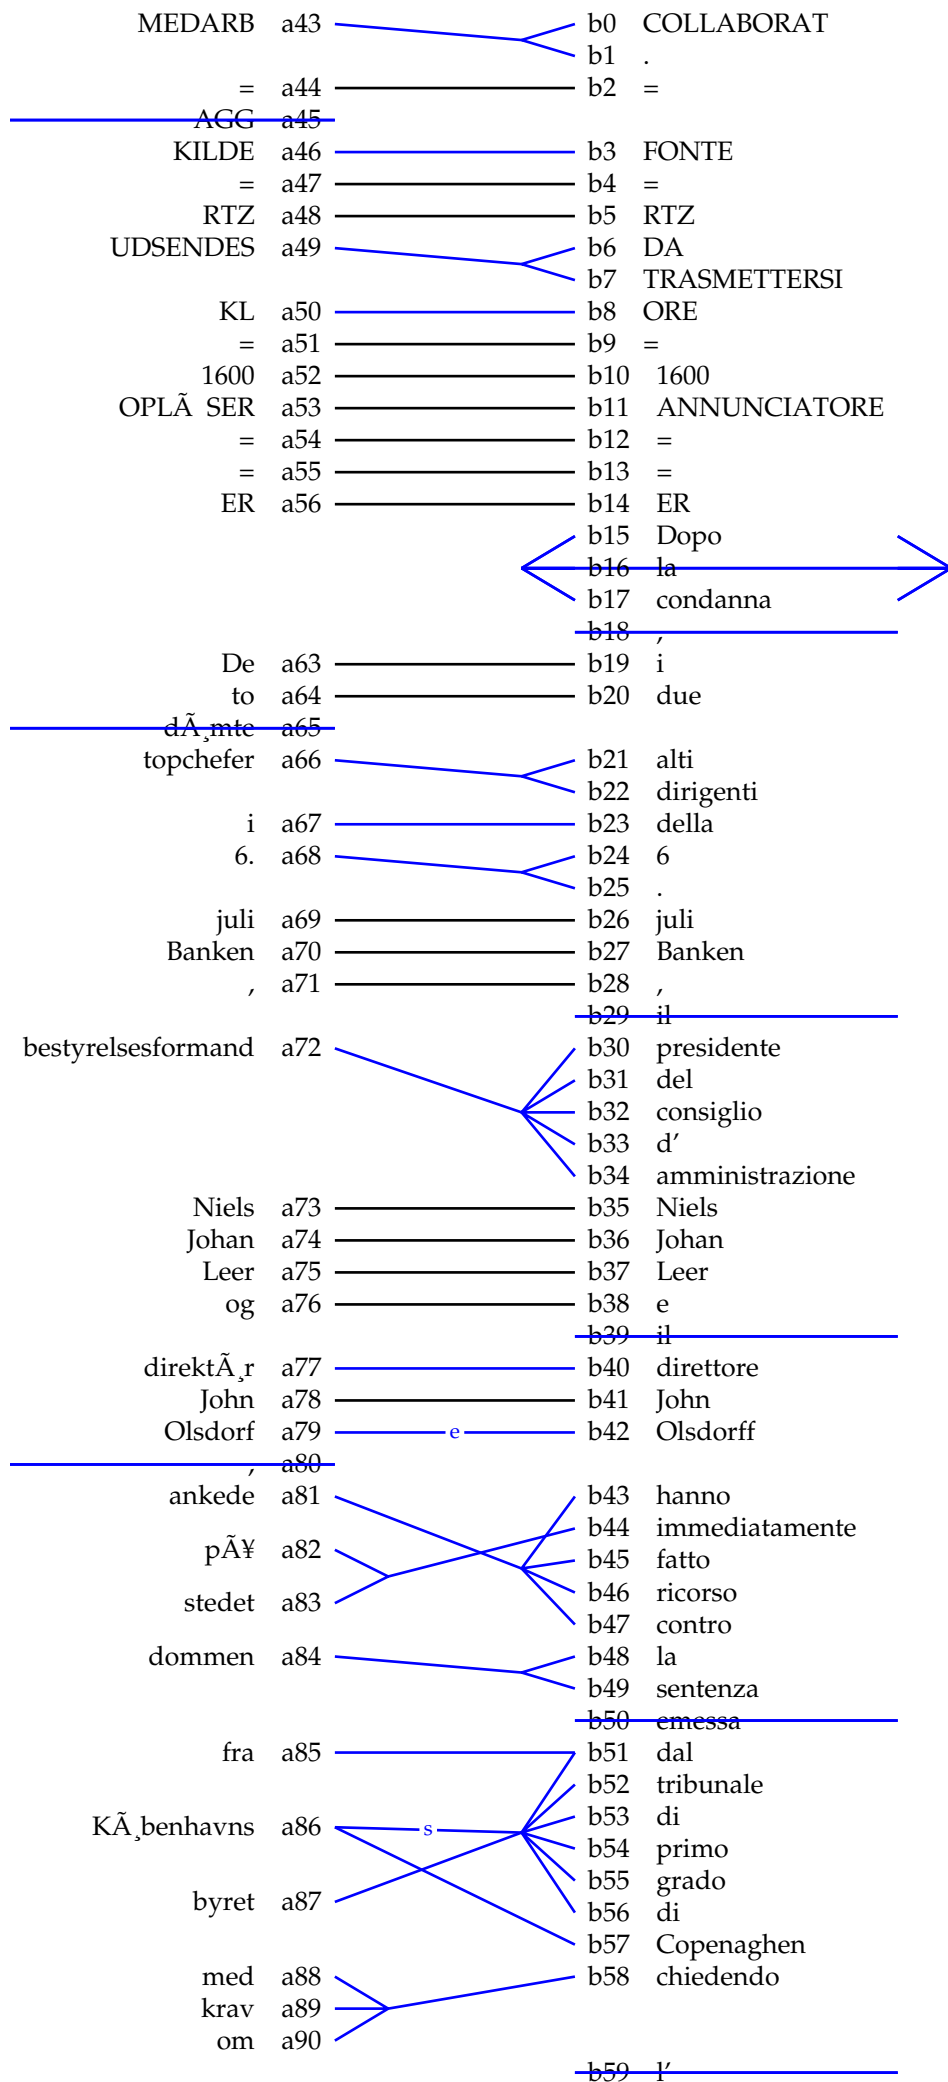 MEDARB a43 b0 COLLABORAT
b1 .
= a44 b2 =
AGG a45
KILDE a46 b3 FONTE
= a47 b4 =
RTZ a48 b5 RTZ
UDSENDES a49 b6 DA
b7 TRASMETTERSI
KL a50 b8 ORE
= a51 b9 =
1600 a52 b10 1600
OPLÃ SER a53 b11 ANNUNCIATORE
= a54 b12 =
= a55 b13 =
ER a56 b14 ER
b15 Dopo
b16 la
b17 condanna
b18 ,
De a63 b19 i
to a64 b20 due
dÃ¸mte a65
topchefer a66 b21 alti
b22 dirigenti
i a67 b23 della
6. a68 b24 6
b25 .
juli a69 b26 juli
Banken a70 b27 Banken
, a71 b28 ,
b29 il
bestyrelsesformand a72 b30 presidente
b31 del
b32 consiglio
b33 d’
b34 amministrazione
Niels a73 b35 Niels
Johan a74 b36 Johan
Leer a75 b37 Leer
og a76 b38 e
b39 il
direktÃ¸r a77 b40 direttore
John a78 b41 John
Olsdorf a79 e b42 Olsdorff
, a80
ankede a81 b43 hanno
b44 immediatamente
pÃ¥ a82 b45 fatto
b46 ricorso
stedet a83 b47 contro
dommen a84 b48 la
b49 sentenza
b50 emessa
fra a85 b51 dal
b52 tribunale
b53 di
KÃ¸benhavns a86 s b54 primo
b55 grado
byret a87 b56 di
b57 Copenaghen
med a88 b58 chiedendo
krav a89
om a90
b59 l’